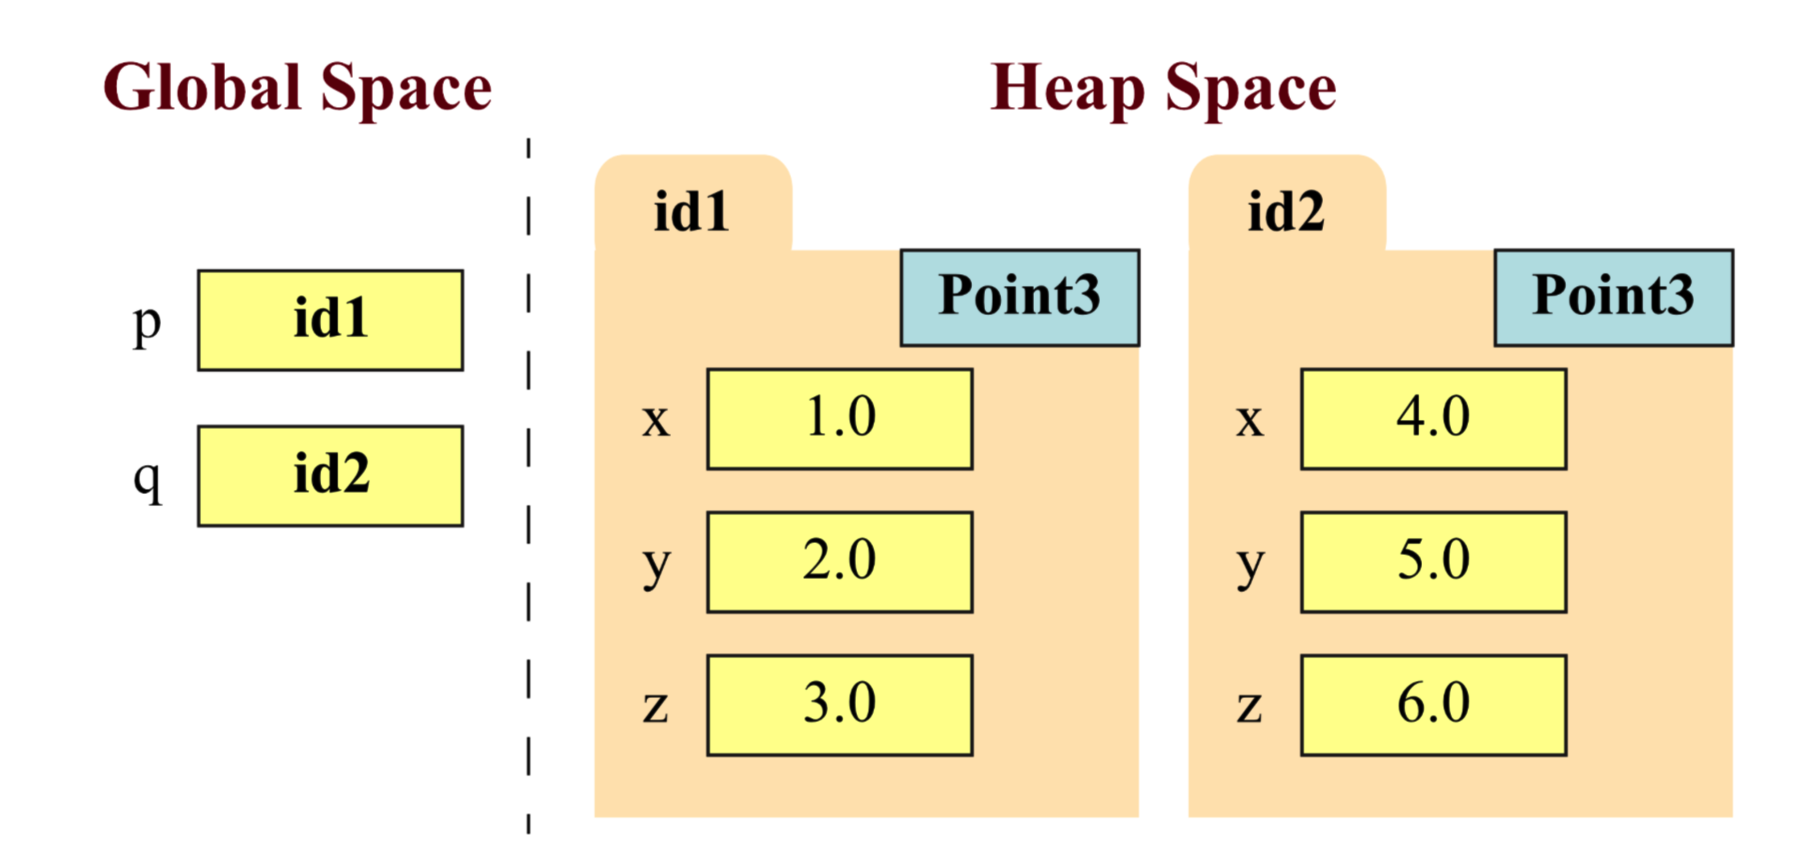 Global Space
Heap Space
p id1
q id2
id1
Point3
x 1.0
y 2.0
z 3.0
id2
Point3
x 4.0
y 5.0
z 6.0